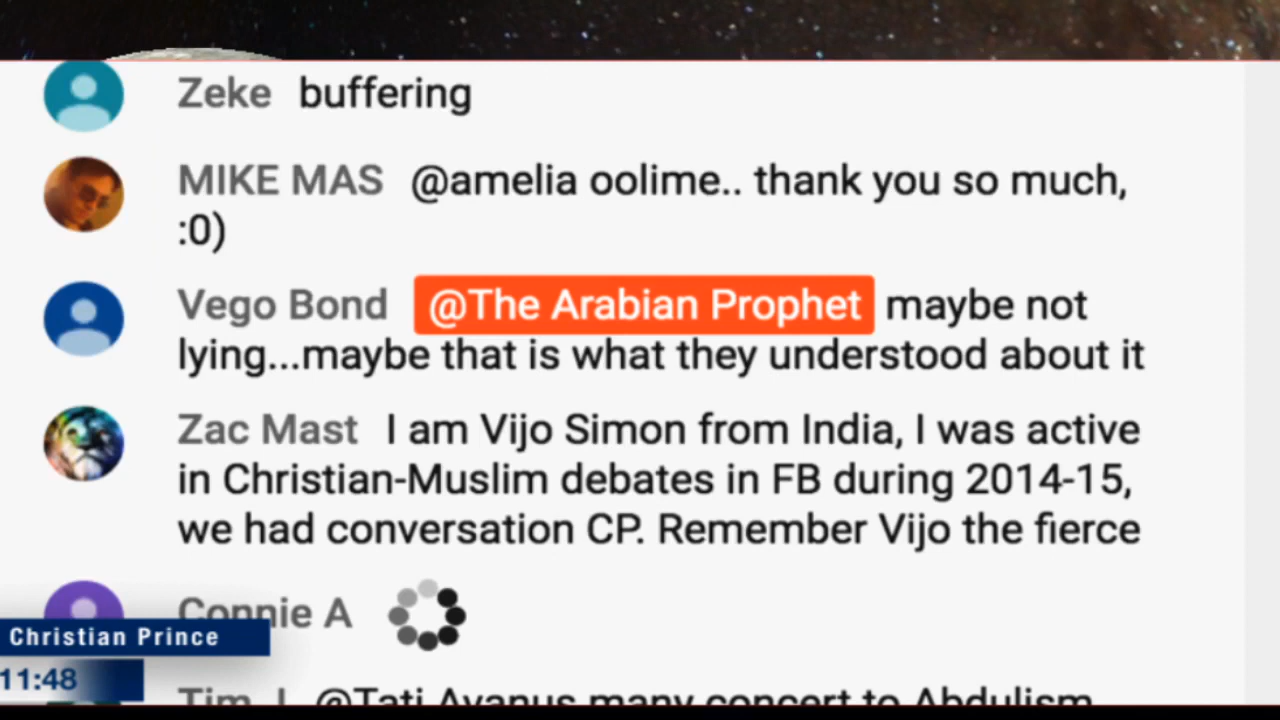 Zeke buffering
MIKE MAS @amelia oolime.. thank you so much,
:0)
Vego Bond @The Arabian Prophet maybe not
lying...maybe that is what they understood about it
Zac Mast I am Vijo Simon from India, I was active
in Christian-Muslim debates in FB during 2014-15,
we had conversation CP. Remember Vijo the fierce
Connie A
Christian Prince
11:48
Tim J @Tati Ayanus many concert to Abdulism